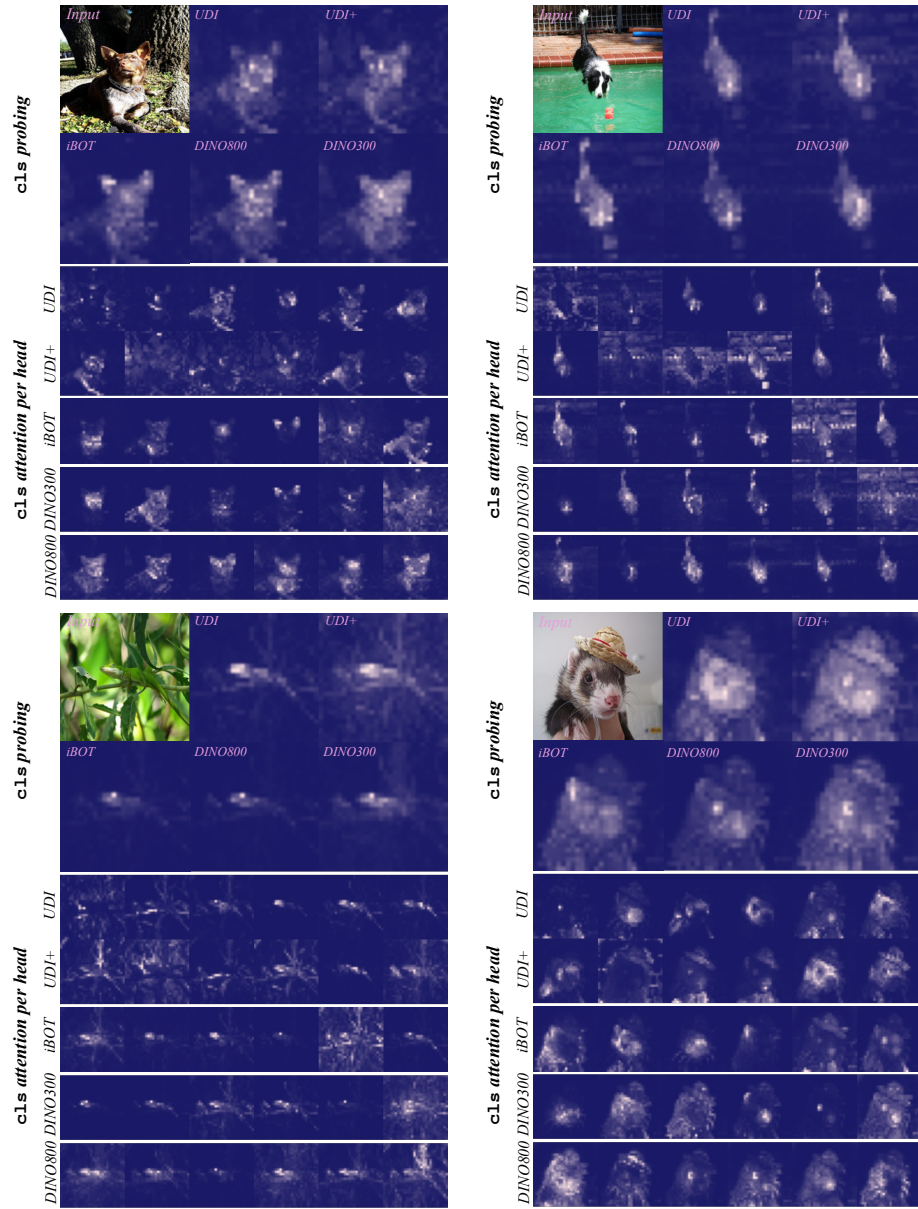 Input UDI UDI+
iBOT DINO800 DINO300
cls probing
UDI
UDI+
iBOT
DINO300
DINO800
cls attention per head
Input UDI UDI+
iBOT DINO800 DINO300
cls probing
UDI
UDI+
iBOT
DINO300
DINO800
cls attention per head
Input UDI UDI+
iBOT DINO800 DINO300
cls probing
UDI
UDI+
iBOT
DINO300
DINO800
cls attention per head
Input UDI UDI+
iBOT DINO800 DINO300
cls probing
UDI
UDI+
iBOT
DINO300
DINO800
cls attention per head